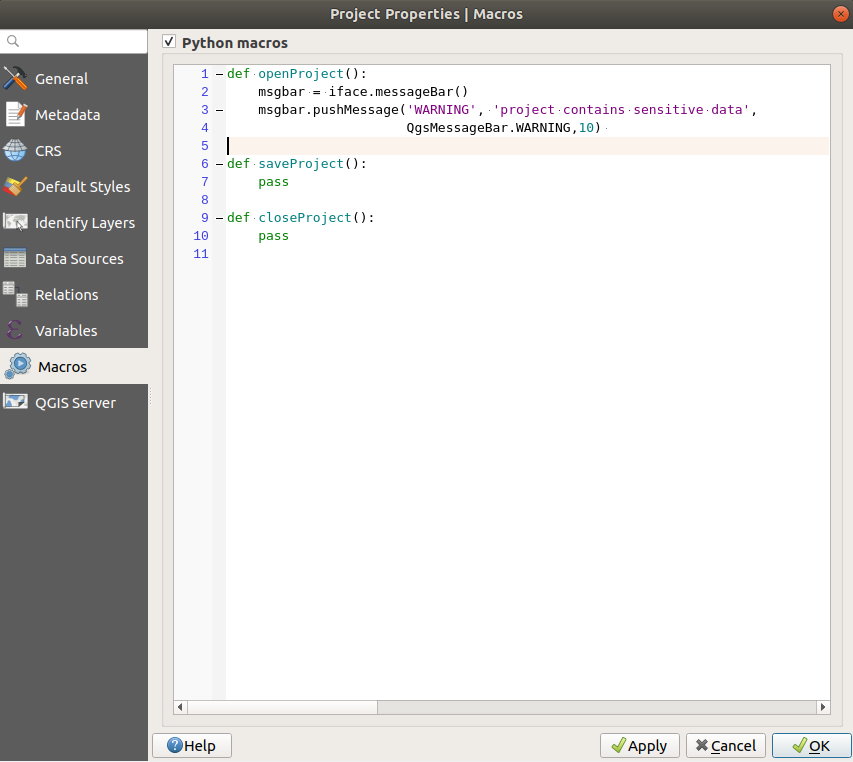 Project Properties | Macros
General
Metadata
CRS
Default Styles
Identify Layers
Data Sources
Relations
Variables
Macros
QGIS Server
Python macros
1 def openProject():
2 msgbar = iface.messageBar()
3 msgbar.pushMessage('WARNING', 'project contains sensitive data',
4 QgsMessageBar.WARNING,10)
5
6 def saveProject():
7 pass
8
9 def closeProject():
10 pass
11
Help
Apply
Cancel
OK